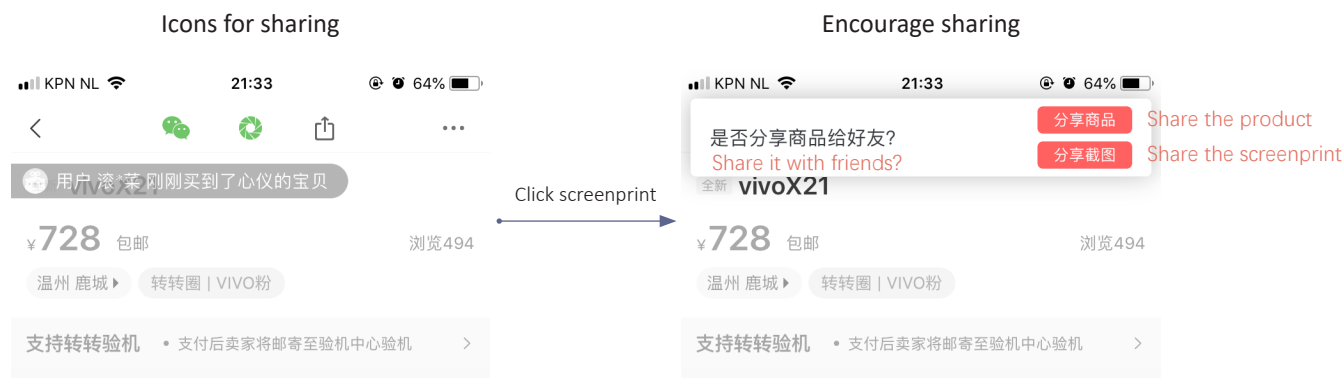 Icons for sharing
Encourage sharing
KPN NL 21:33 64%
用户 滚*菜 刚刚买到了心仪的宝贝
vivoX21
¥728 包邮 浏览494
温州 鹿城 转转圈 | VIVO粉
支持转转验机 • 支付后卖家将邮寄至验机中心验机
Click screenprint
KPN NL 21:33 64%
是否分享商品给好友?
Share it with friends?
分享商品 Share the product
分享截图 Share the screenprint
全新 vivoX21
¥728 包邮 浏览494
温州 鹿城 转转圈 | VIVO粉
支持转转验机 • 支付后卖家将邮寄至验机中心验机